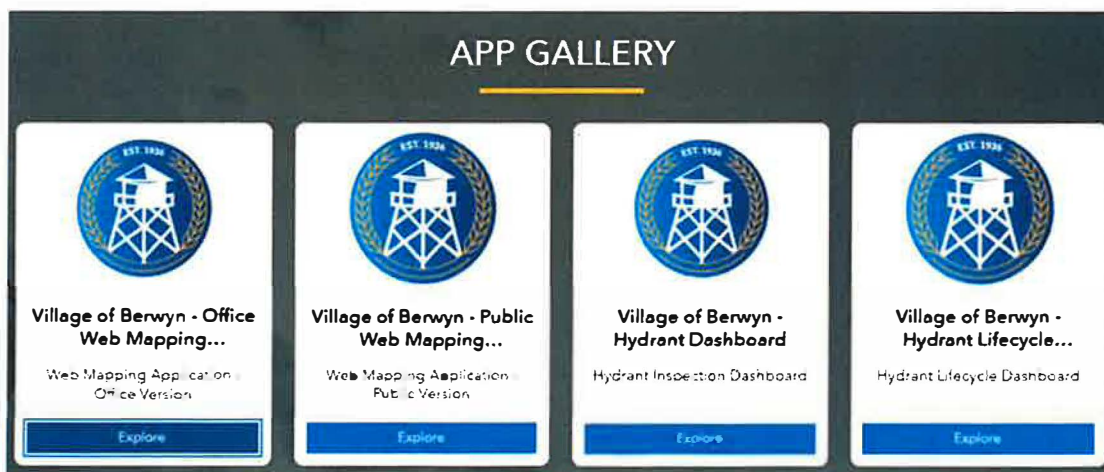 APP GALLERY
EST. 1936
EST. 1936
EST. 1936
EST. 1936
Village of Berwyn - Office
Web Mapping...
Web Mapping Application -
Office Version
Explore
Village of Berwyn - Public
Web Mapping...
Web Mapping Application -
Public Version
Explore
Village of Berwyn -
Hydrant Dashboard
Hydrant Inspection Dashboard
Explore
Village of Berwyn -
Hydrant Lifecycle...
Hydrant Lifecycle Dashboard
Explore